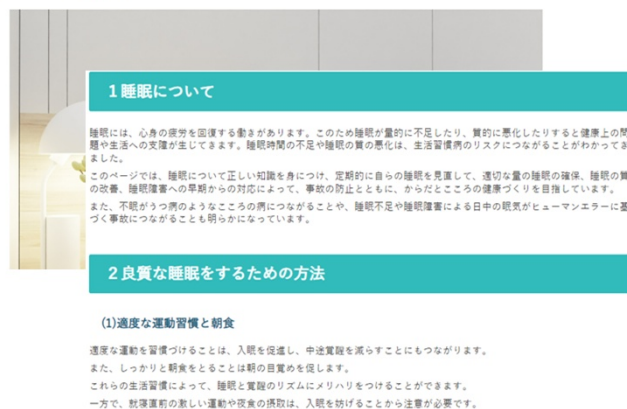 1睡眠について
睡眠には、心身の疲労を回復する働きがあります。このため睡眠が量的に不足したり、質的に悪化したりすると健康上の問
題や生活への支障が生じてきます。睡眠時間の不足や睡眠の質の悪化は、生活習慣病のリスクにつながることがわかってき
ました。
このページでは、睡眠について正しい知識を身につけ、定期的に自らの睡眠を見直して、適切な量の睡眠の確保、睡眠の質
の改善、睡眠障害への早期からの対応によって、事故の防止とともに、からだとこころの健康づくりを目指しています。
また、不眠がうつ病のようなこころの病につながることや、睡眠不足や睡眠障害による日中の眠気がヒューマンエラーに基
づく事故につながることも明らかになっています。
2良質な睡眠をするための方法
(1)適度な運動習慣と朝食
適度な運動を習慣づけることは、入眠を促進し、中途覚醒を減らすことにもつながります。
また、しっかりと朝食をとることは朝の目覚めを促します。
これらの生活習慣によって、睡眠と覚醒のリズムにメリハリをつけることができます。
一方で、就寝直前の激しい運動や夜食の摂取は、入眠を妨げることから注意が必要です。